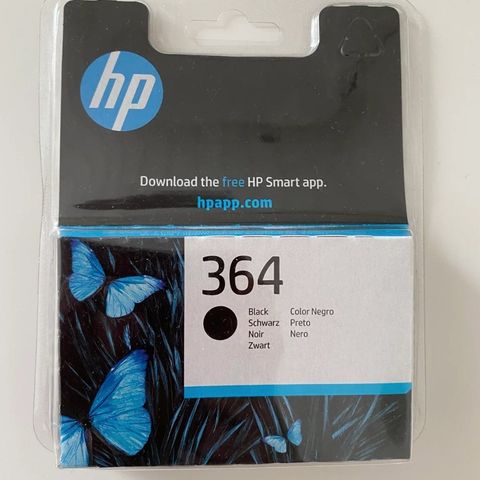 hp
Download the free HP Smart app.
hpapp.com
364
Black Color Negro
Schwarz Preto
Noir Nero
Zwart